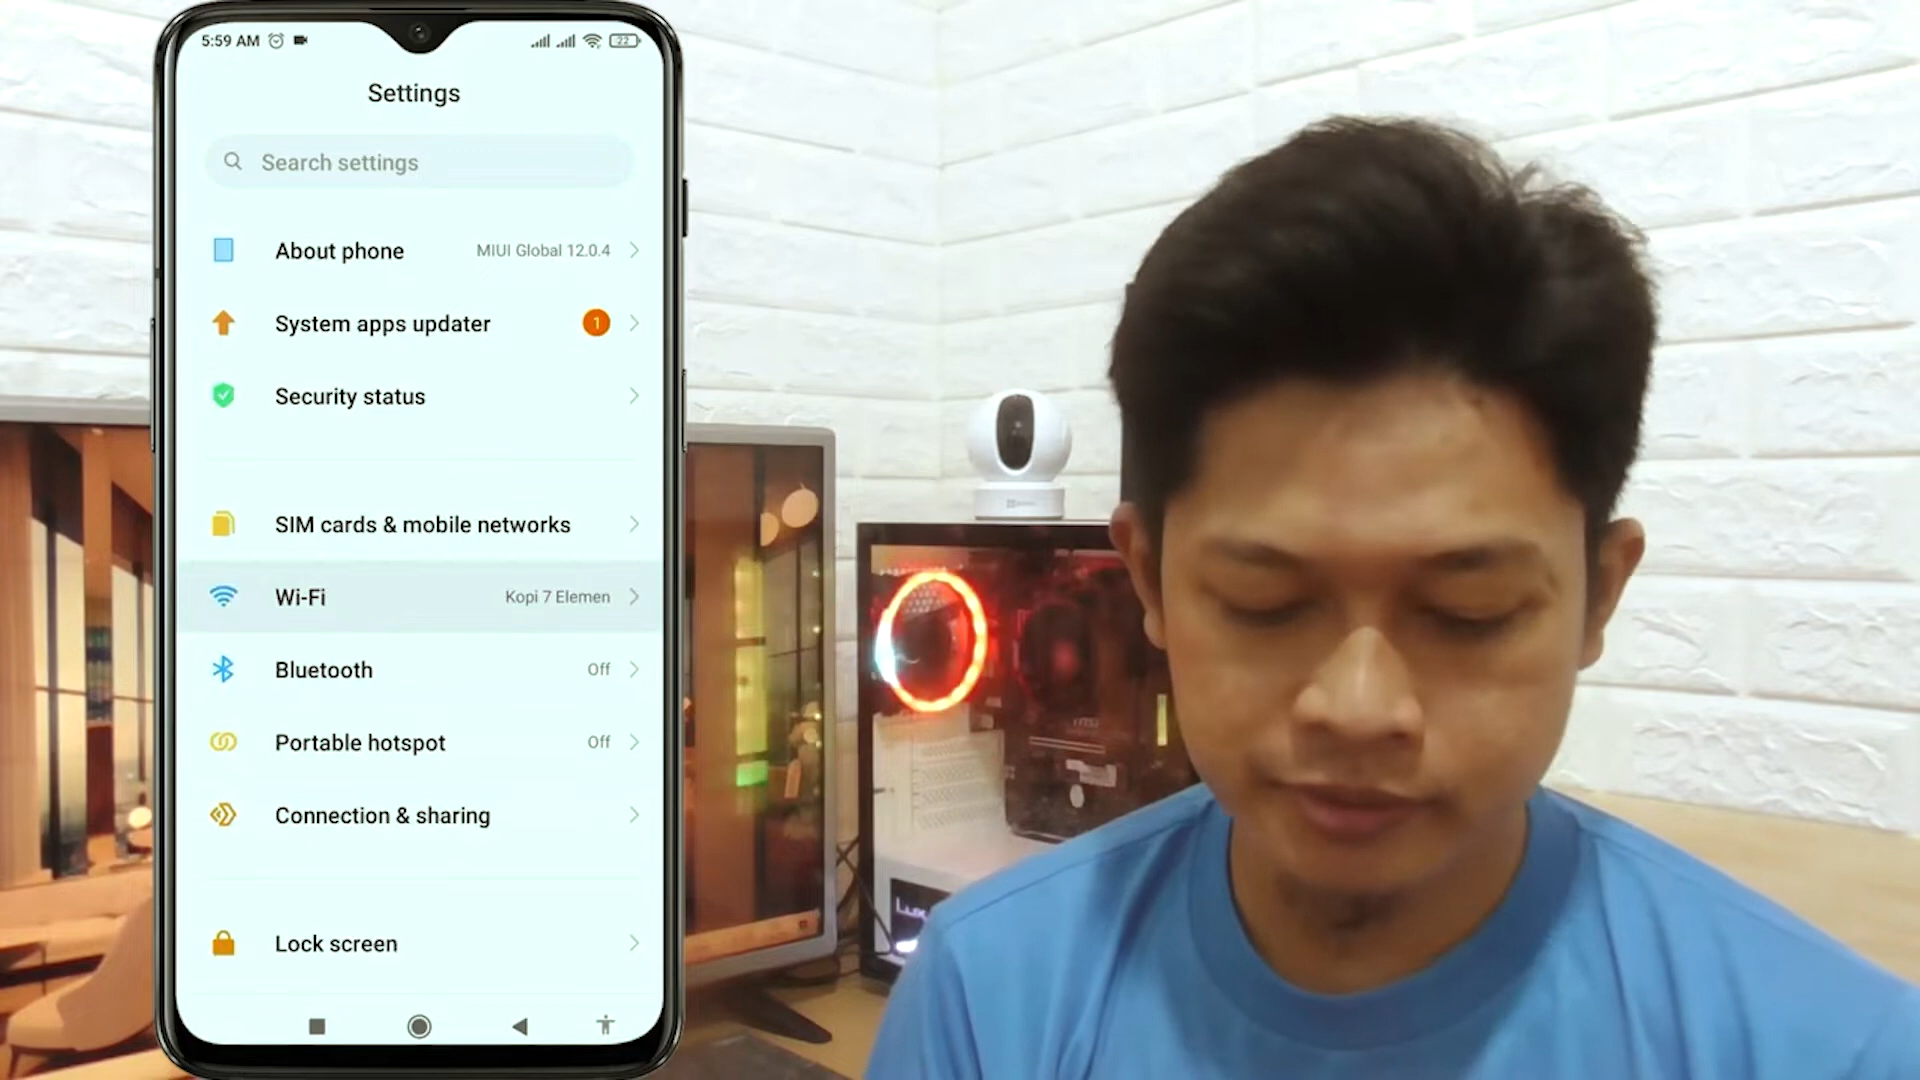 5:59 AM
22
Settings
Search settings
About phone
MIUI Global 12.0.4
System apps updater
1
Security status
SIM cards & mobile networks
Wi-Fi
Kopi 7 Elemen
Bluetooth
Off
Portable hotspot
Off
Connection & sharing
Lock screen